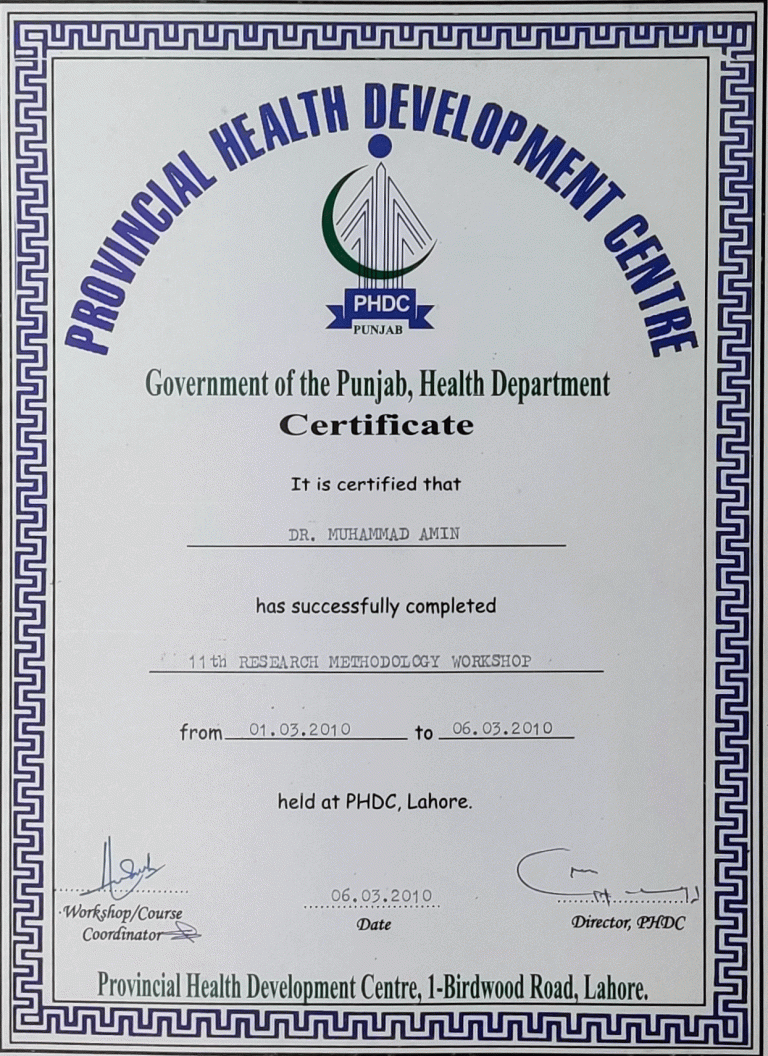 PROVINCIAL HEALTH DEVELOPMENT CENTRE
PHDC
PUNJAB
Government of the Punjab, Health Department
Certificate
It is certified that
DR. MUHAMMAD AMIN
has successfully completed
11th RESEARCH METHODOLOGY WORKSHOP
from 01.03.2010 to 06.03.2010
held at PHDC, Lahore.
06.03.2010
Workshop/Course
Coordinator
Date
Director, PHDC
Provincial Health Development Centre, 1-Birdwood Road, Lahore.